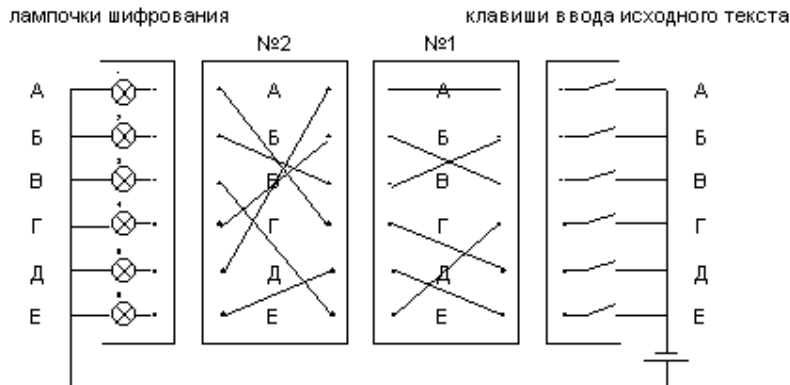 лампочки шифрования клавиши ввода исходного текста
№2 №1
А А А А
Б Б Б Б
В В В В
Г Г Г Г
Д Д Д Д
Е Е Е Е